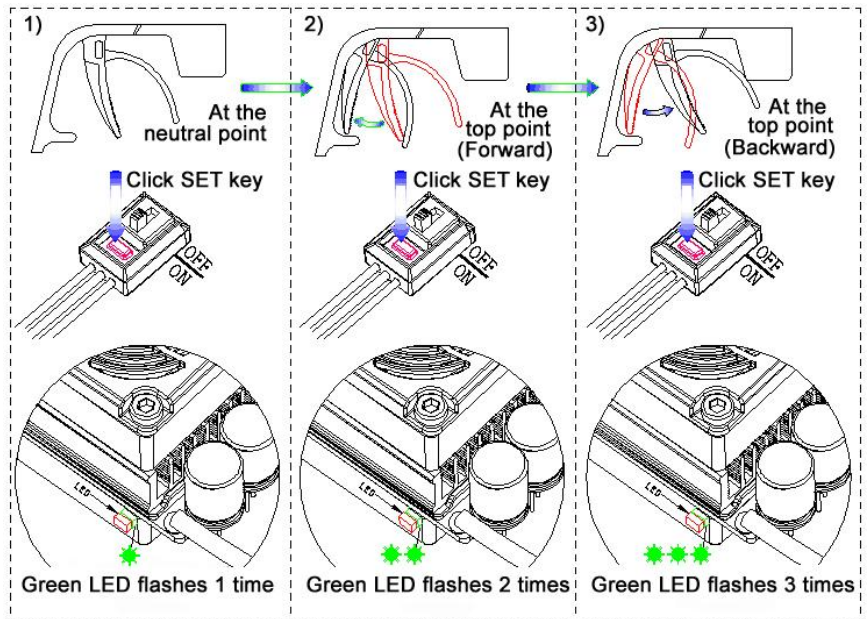 1)
At the
neutral point
Click SET key
OFF
ON
LED
Green LED flashes 1 time
2)
At the
top point
(Forward)
Click SET key
OFF
ON
LED
Green LED flashes 2 times
3)
At the
top point
(Backward)
Click SET key
OFF
ON
LED
Green LED flashes 3 times